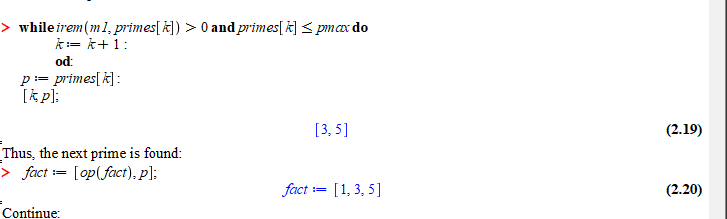 > while irem(m1, primes[k]) > 0 and primes[k] ≤ pmax do
k := k + 1 :
od:
p := primes[k] :
[k, p];
[3, 5] (2.19)
Thus, the next prime is found:
> fact := [op(fact), p];
fact := [1, 3, 5] (2.20)
Continue: